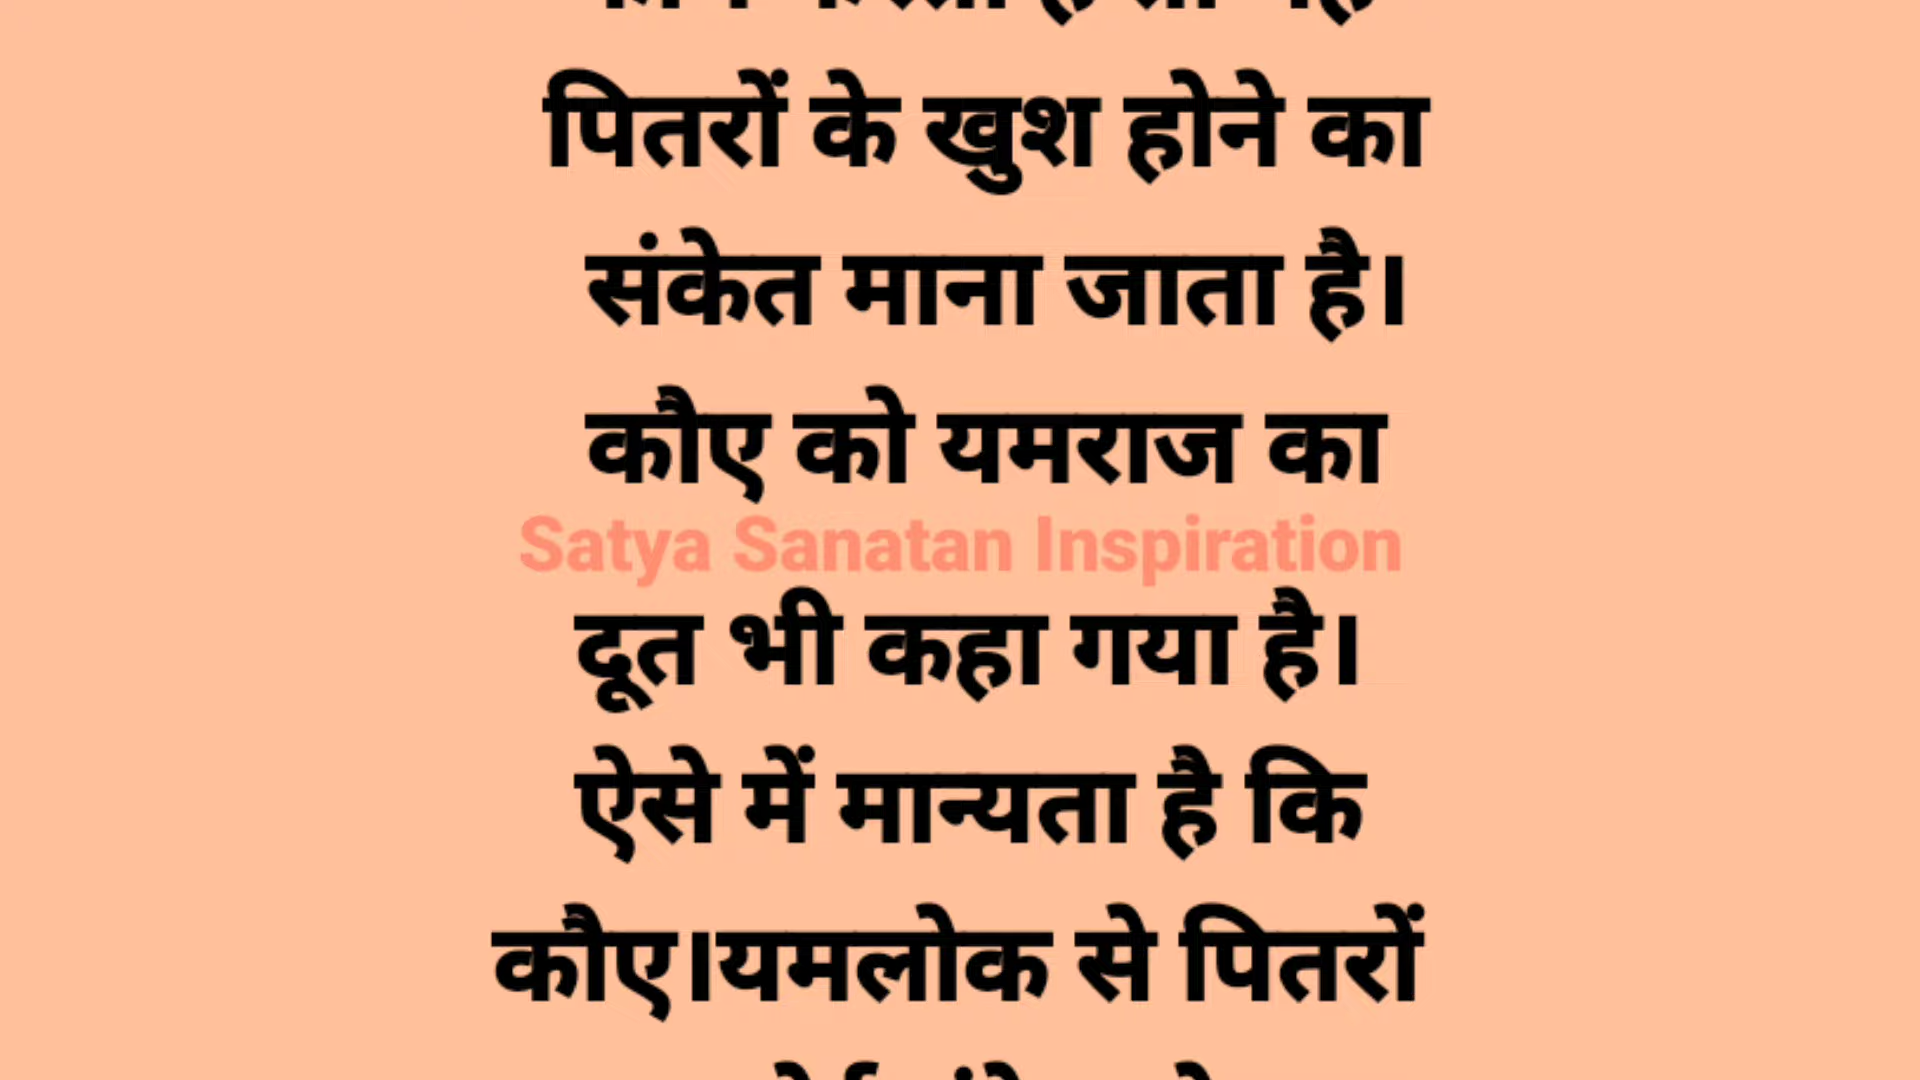 पितरों के खुश होने का
संकेत माना जाता है।
कौए को यमराज का
Satya Sanatan Inspiration
दूत भी कहा गया है।
ऐसे में मान्यता है कि
कौए।यमलोक से पितरों